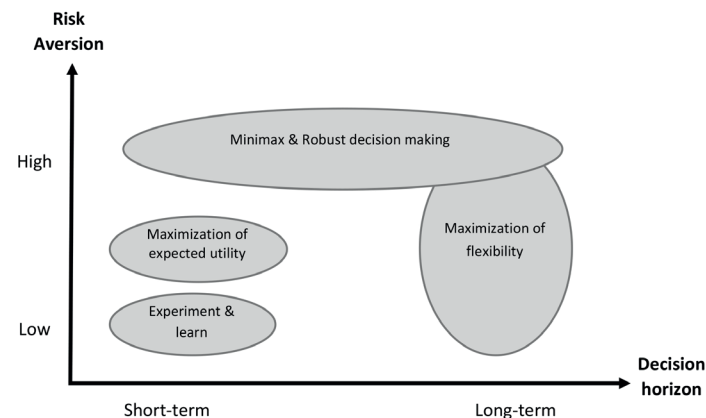 Risk
Aversion
High
Minimax & Robust decision making
Maximization of
expected utility
Maximization of
flexibility
Experiment &
learn
Low
Decision
horizon
Short-term
Long-term